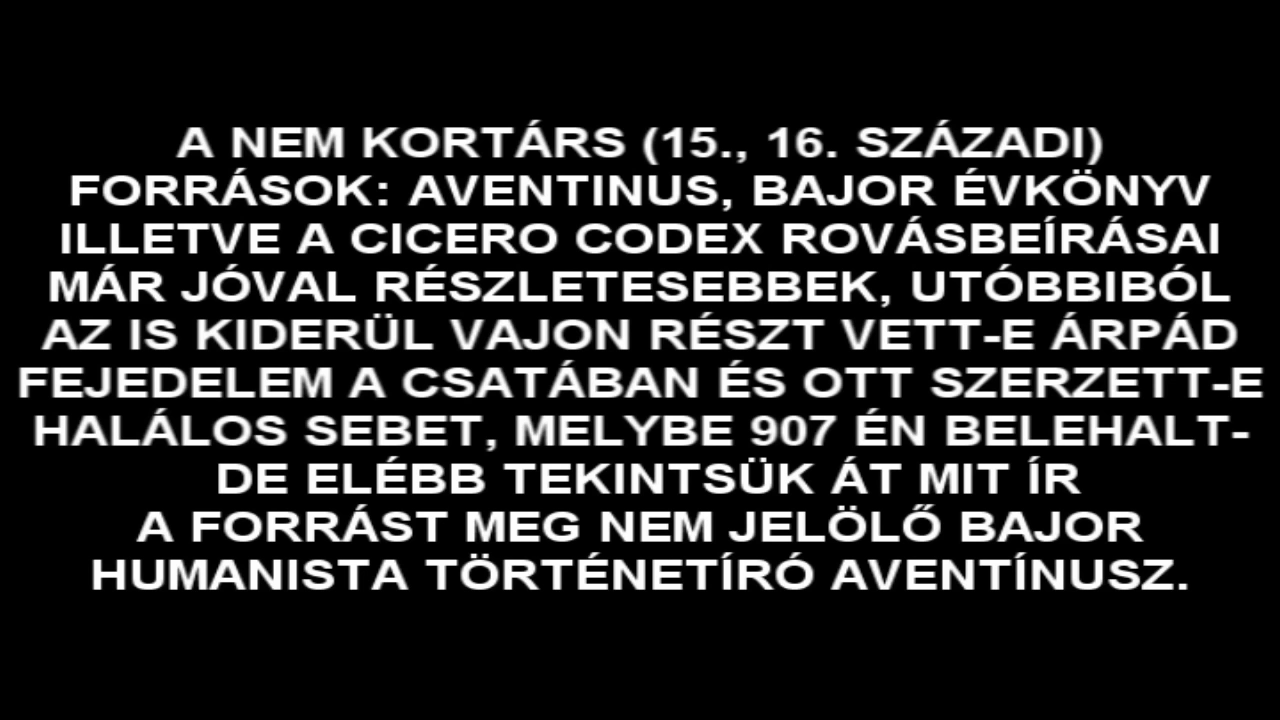 A NEM KORTÁRS (15., 16. SZÁZADI)
FORRÁSOK: AVENTINUS, BAJOR ÉVKÖNYV
ILLETVE A CICERO CODEX ROVÁSBEÍRÁSAI
MÁR JÓVAL RÉSZLETESEBBEK, UTÓBBIBÓL
AZ IS KIDERÜL VAJON RÉSZT VETT-E ÁRPÁD
FEJEDELEM A CSATÁBAN ÉS OTT SZERZETT-E
HALÁLOS SEBET, MELYBE 907 ÉN BELEHALT-
DE ELÉBB TEKINTSÜK ÁT MIT ÍR
A FORRÁST MEG NEM JELÖLŐ BAJOR
HUMANISTA TÖRTÉNETÍRÓ AVENTÍNUSZ.